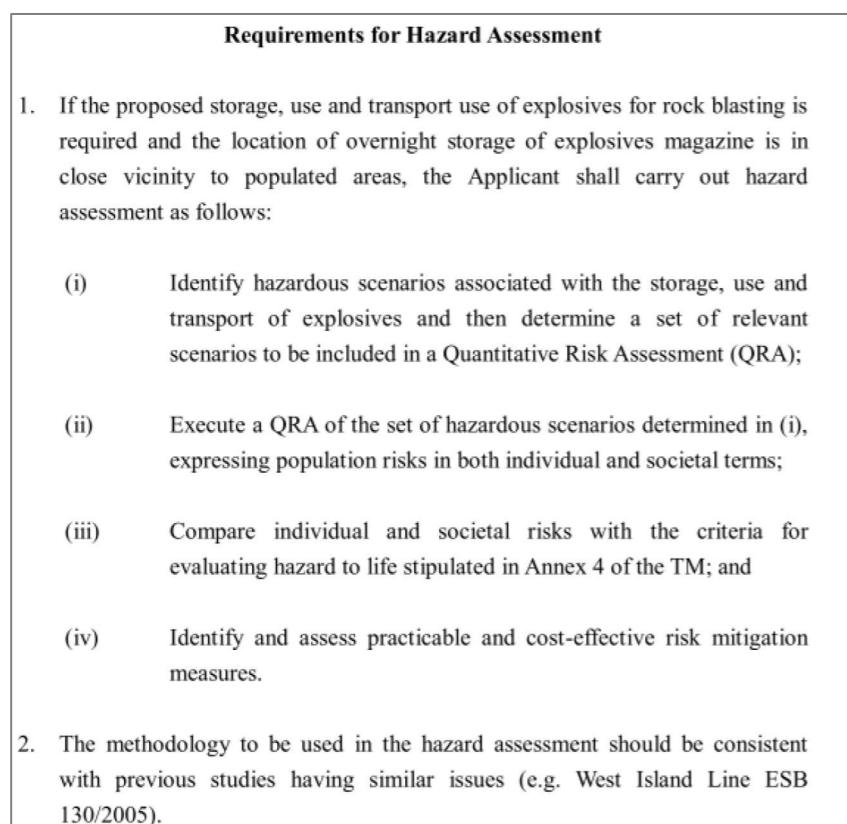 Requirements for Hazard Assessment
1. If the proposed storage, use and transport use of explosives for rock blasting is
required and the location of overnight storage of explosives magazine is in
close vicinity to populated areas, the Applicant shall carry out hazard
assessment as follows:
(i) Identify hazardous scenarios associated with the storage, use and
transport of explosives and then determine a set of relevant
scenarios to be included in a Quantitative Risk Assessment (QRA);
(ii) Execute a QRA of the set of hazardous scenarios determined in (i),
expressing population risks in both individual and societal terms;
(iii) Compare individual and societal risks with the criteria for
evaluating hazard to life stipulated in Annex 4 of the TM; and
(iv) Identify and assess practicable and cost-effective risk mitigation
measures.
2. The methodology to be used in the hazard assessment should be consistent
with previous studies having similar issues (e.g. West Island Line ESB
130/2005).